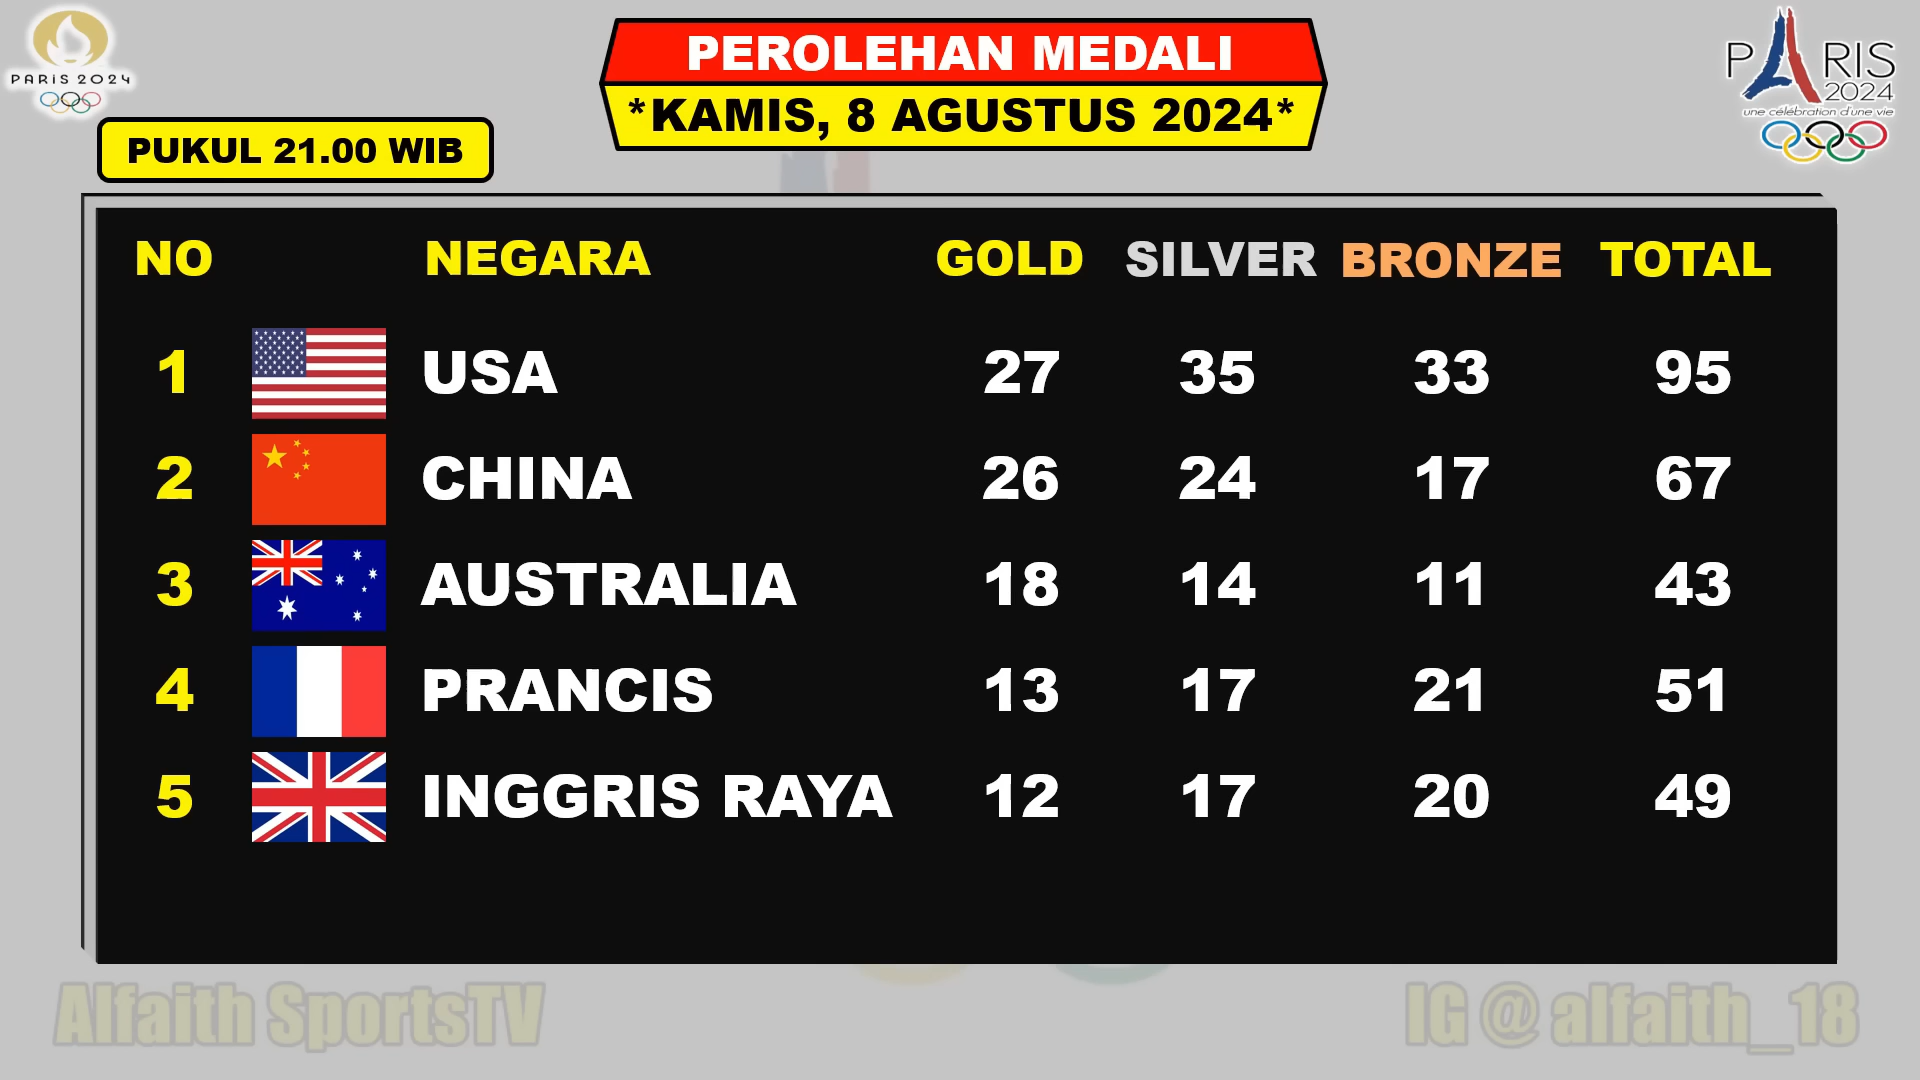 PARIS 2024
PEROLEHAN MEDALI
*KAMIS, 8 AGUSTUS 2024*
PARIS
2024
une célébration d'une vie
PUKUL 21.00 WIB
NO NEGARA GOLD SILVER BRONZE TOTAL
1 USA 27 35 33 95
2 CHINA 26 24 17 67
3 AUSTRALIA 18 14 11 43
4 PRANCIS 13 17 21 51
5 INGGRIS RAYA 12 17 20 49
Alfaith SportsTV
IG @ alfaith_18